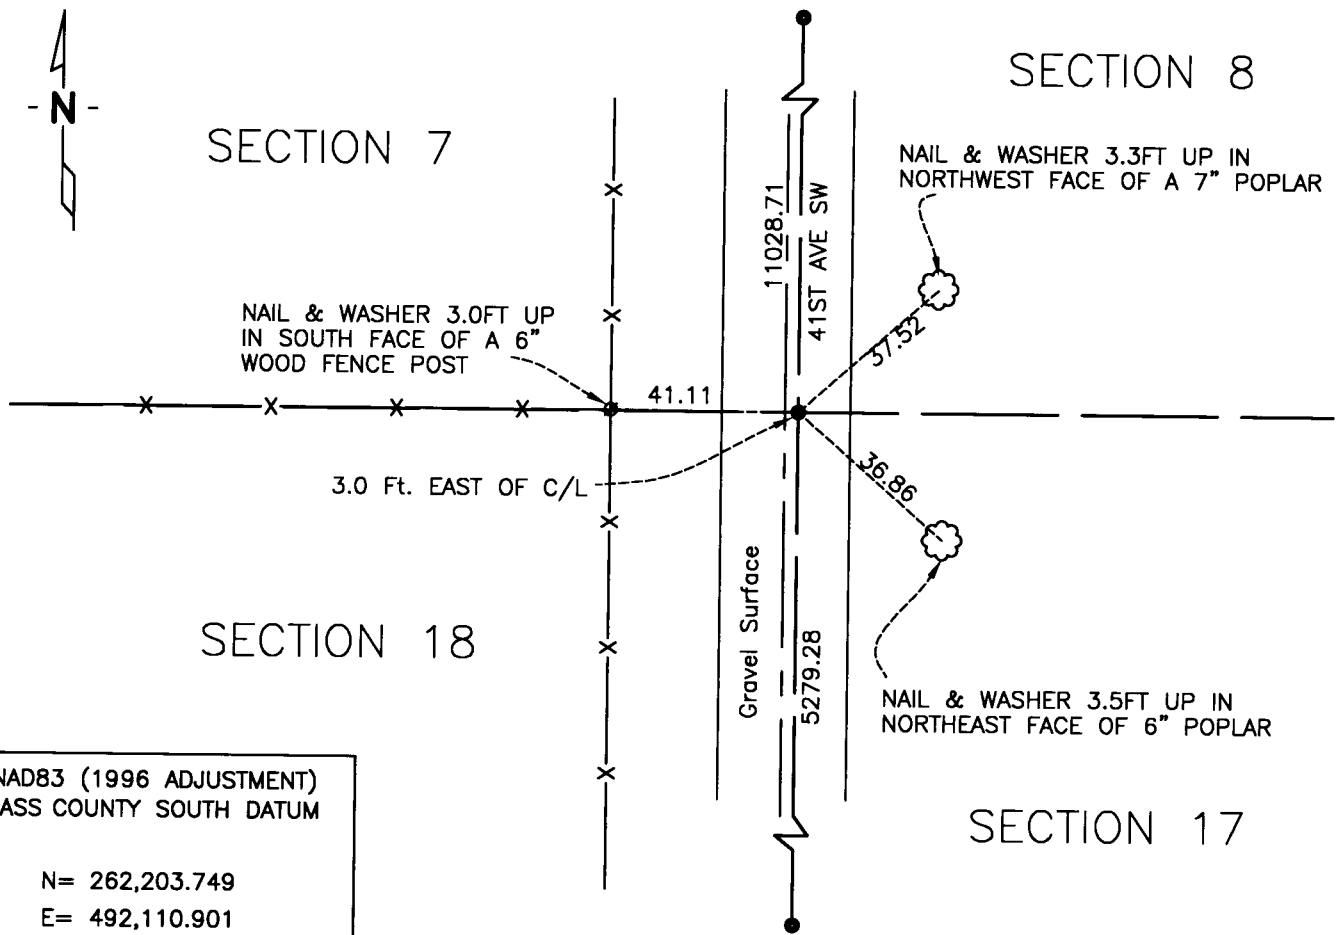 - N -
SECTION 7
SECTION 8
NAIL & WASHER 3.3FT UP IN
NORTHWEST FACE OF A 7" POPLAR
11028.71
41ST AVE SW
NAIL & WASHER 3.0FT UP
IN SOUTH FACE OF A 6"
WOOD FENCE POST
37.52
41.11
3.0 Ft. EAST OF C/L
36.86
Gravel Surface
5279.28
SECTION 18
NAIL & WASHER 3.5FT UP IN
NORTHEAST FACE OF 6" POPLAR
SECTION 17
NAD83 (1996 ADJUSTMENT)
ASS COUNTY SOUTH DATUM
N= 262,203.749
E= 492,110.901